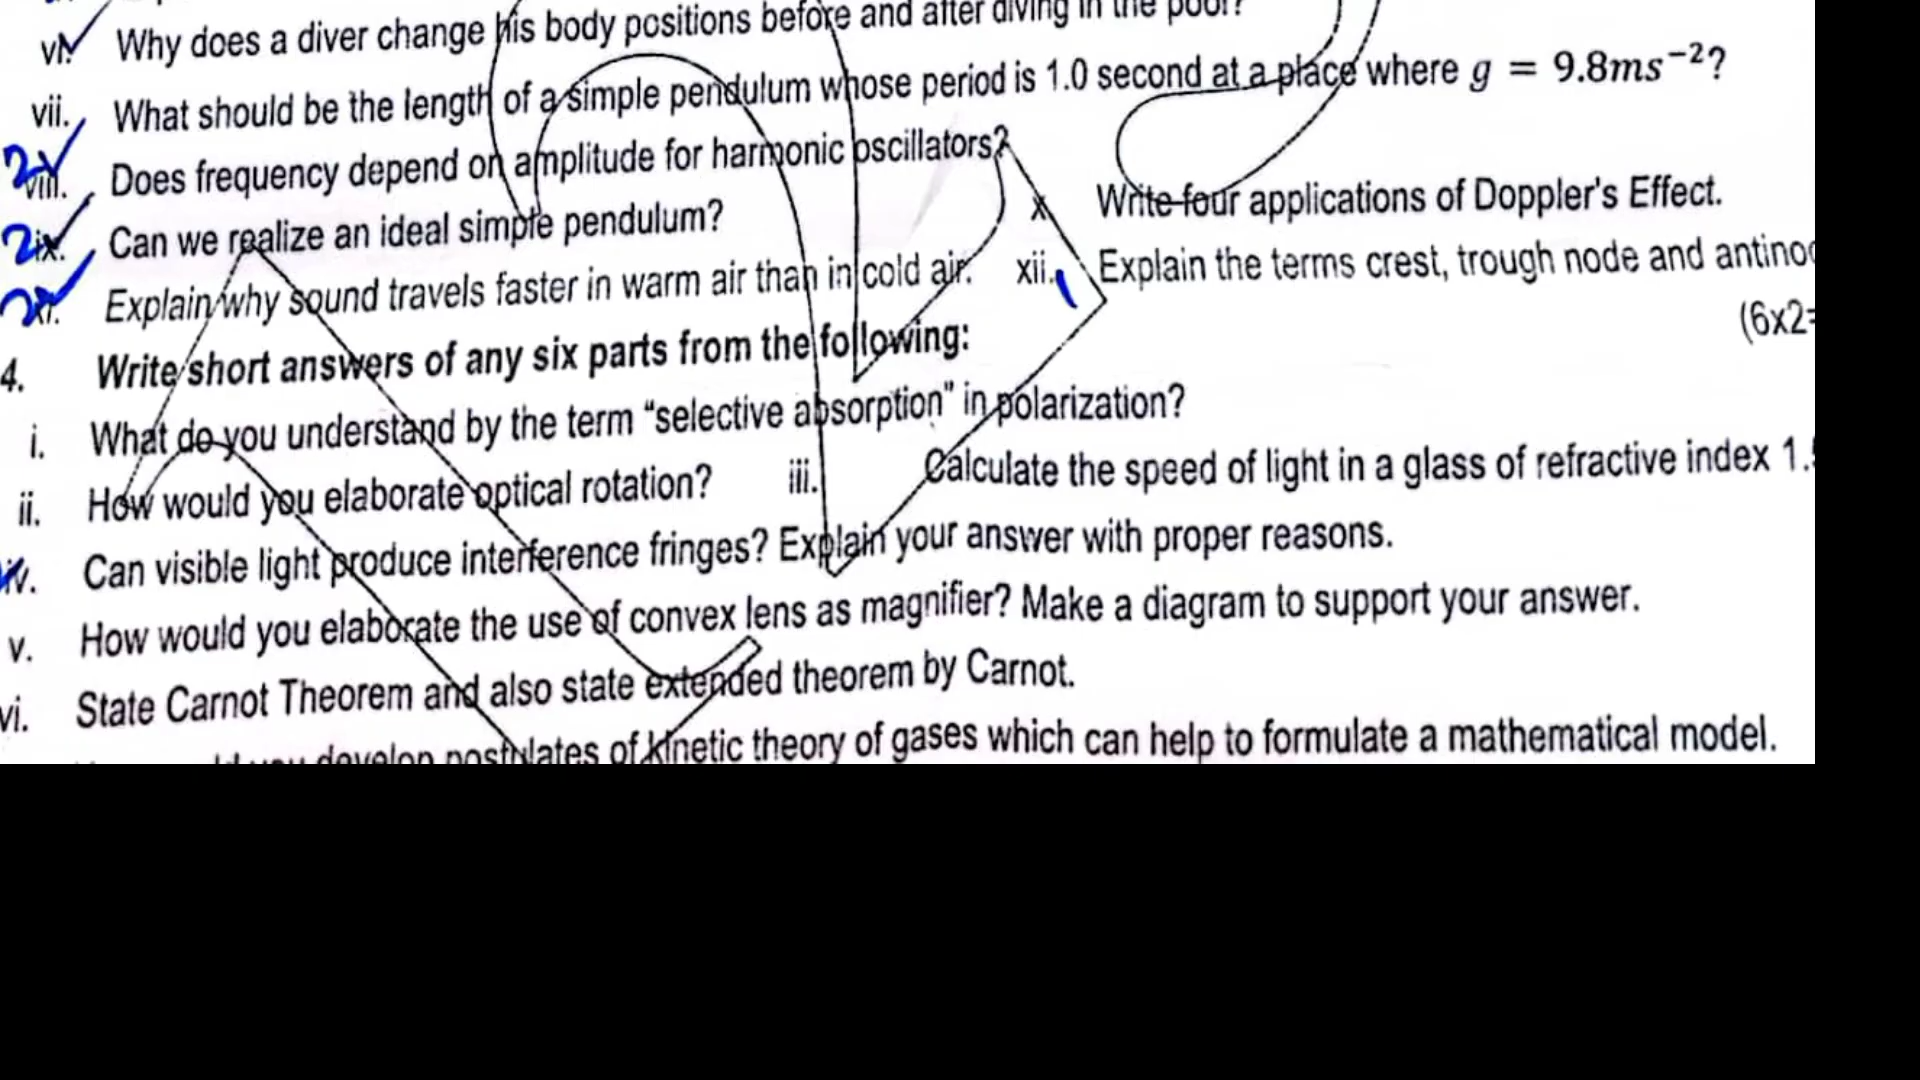 vi. Why does a diver change his body positions before and after diving in the pool?
vii. What should be the length of a simple pendulum whose period is 1.0 second at a place where g = 9.8ms⁻²?
viii. Does frequency depend on amplitude for harmonic oscillators?
ix. Can we realize an ideal simple pendulum? x. Write four applications of Doppler's Effect.
xi. Explain why sound travels faster in warm air than in cold air. xii. Explain the terms crest, trough node and
4. Write short answers of any six parts from the following: (6x2=
i. What do you understand by the term “selective absorption" in polarization?
ii. How would you elaborate optical rotation? iii. Calculate the speed of light in a glass of refractive index
iv. Can visible light produce interference fringes? Explain your answer with proper reasons.
v. How would you elaborate the use of convex lens as magnifier? Make a diagram to support your answer.
vi. State Carnot Theorem and also state extended theorem by Carnot.
you develop postulates of kinetic theory of gases which can help to formulate a mathematical model.